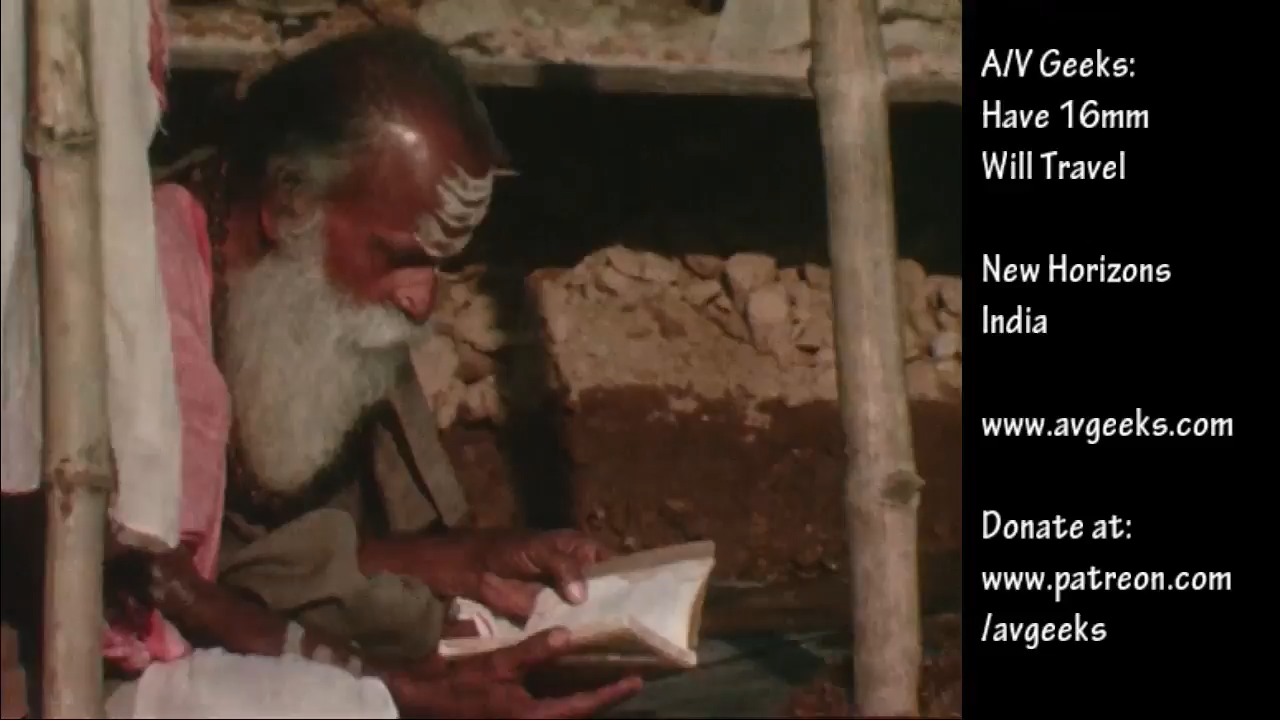 A/V Geeks:
Have 16mm
Will Travel
New Horizons
India
www.avgeeks.com
Donate at:
www.patreon.com
/avgeeks